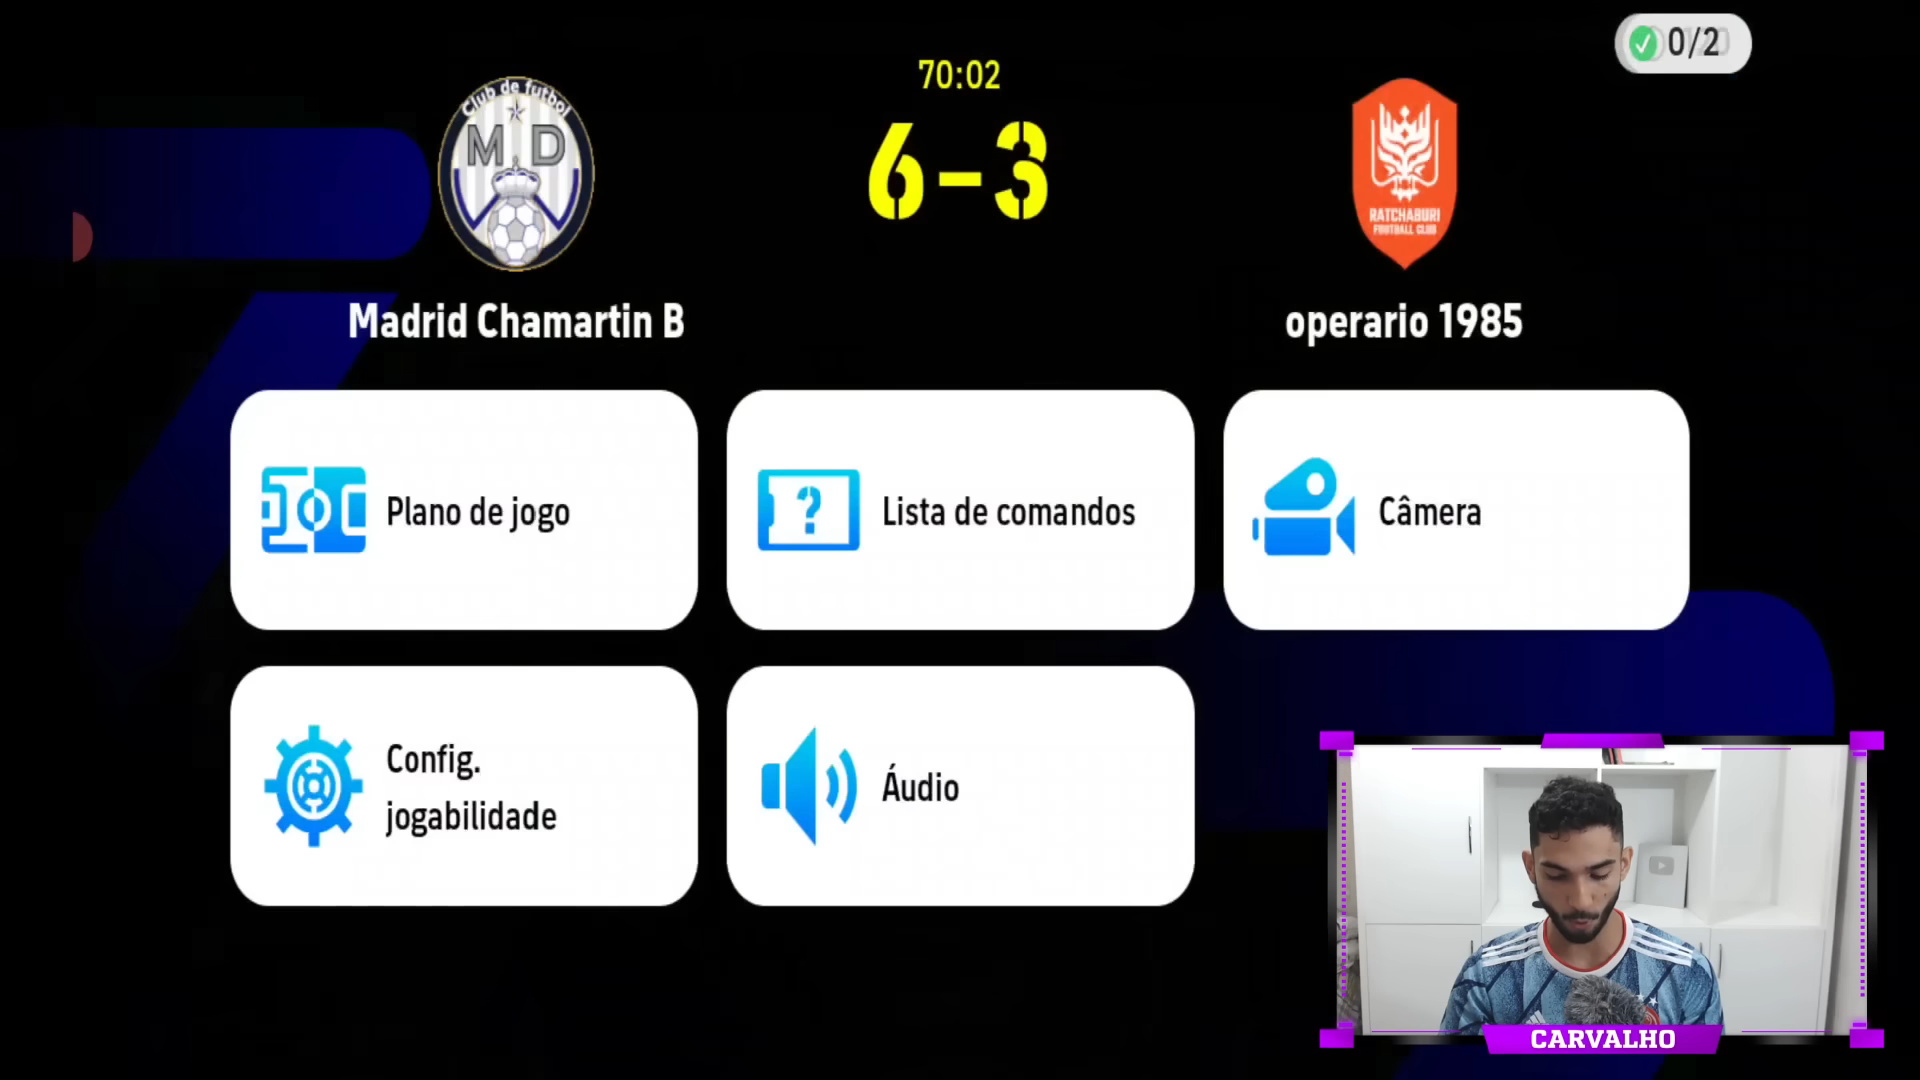 0/2
70:02
6-3
Club de futbol
M D
RATCHABURI
FOOTBALL CLUB
Madrid Chamartin B
operario 1985
Plano de jogo
?
Lista de comandos
Câmera
Config.
jogabilidade
Áudio
CARVALHO